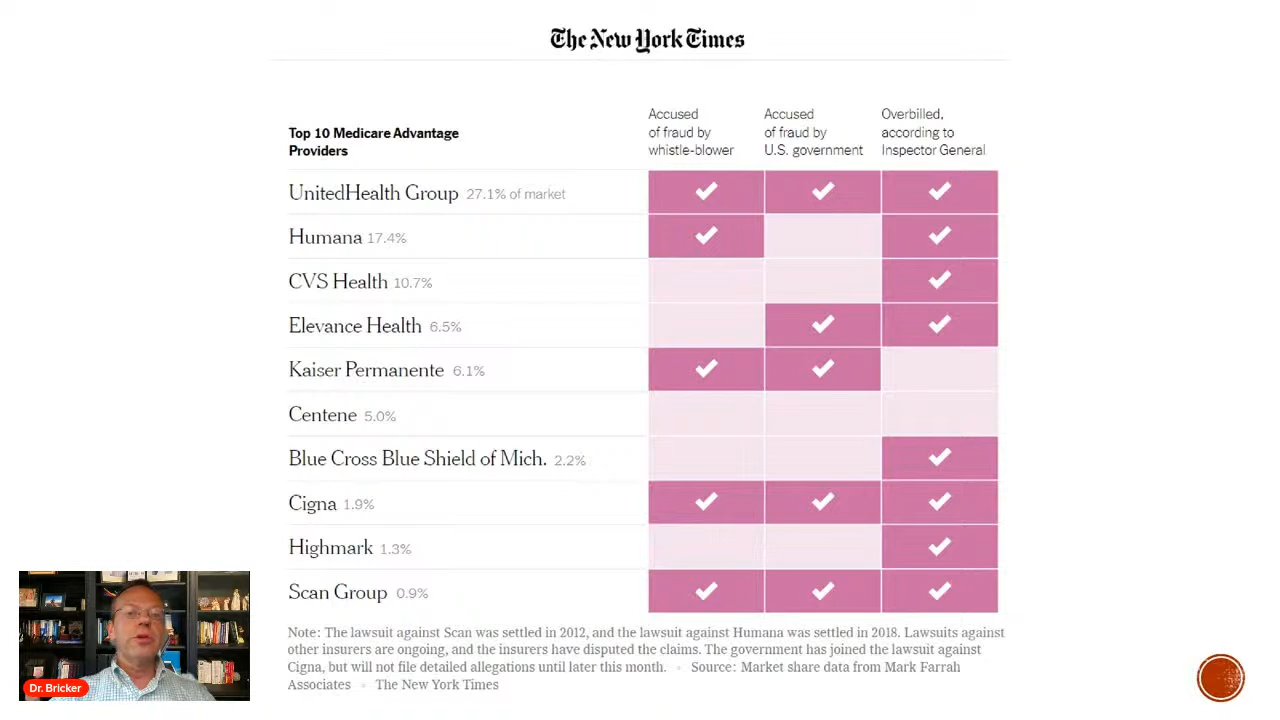 The New York Times
Top 10 Medicare Advantage
Providers
Accused
of fraud by
whistle-blower
Accused
of fraud by
U.S. government
Overbilled,
according to
Inspector General
UnitedHealth Group 27.1% of market
Humana 17.4%
CVS Health 10.7%
Elevance Health 6.5%
Kaiser Permanente 6.1%
Centene 5.0%
Blue Cross Blue Shield of Mich. 2.2%
Cigna 1.9%
Highmark 1.3%
Scan Group 0.9%
Note: The lawsuit against Scan was settled in 2012, and the lawsuit against Humana was settled in 2018. Lawsuits against
other insurers are ongoing, and the insurers have disputed the claims. The government has joined the lawsuit against
Cigna, but will not file detailed allegations until later this month. • Source: Market share data from Mark Farrah
Associates • The New York Times
Dr. Bricker